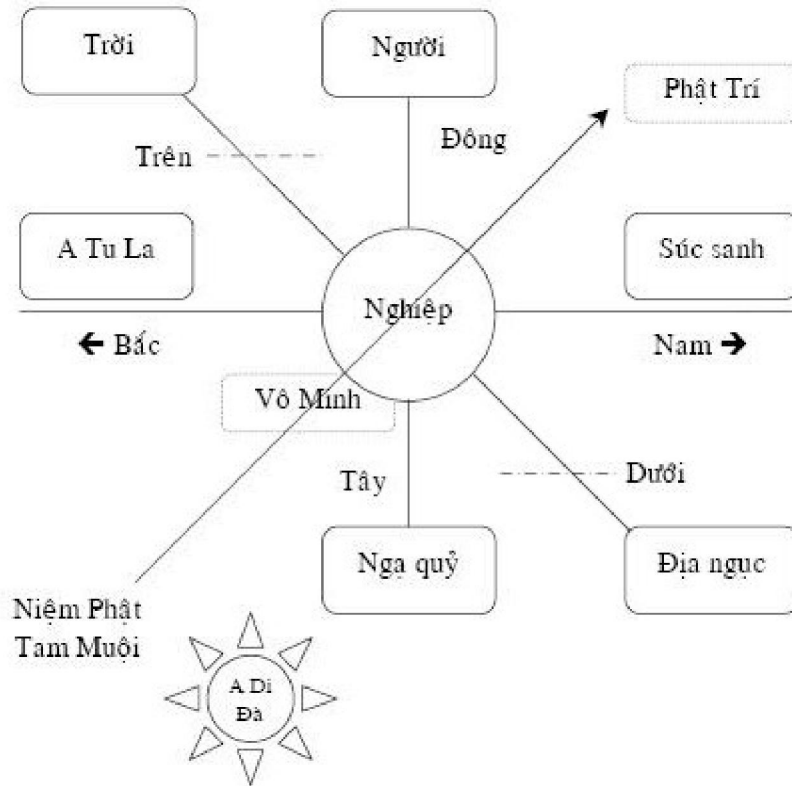 Trời
Người
Phật Trí
Trên
Đông
A Tu La
Súc sanh
Nghiệp
← Bắc
Nam →
Vô Minh
Tây
Dưới
Ngạ quỷ
Địa ngục
Niệm Phật
Tam Muội
A Di
Đà